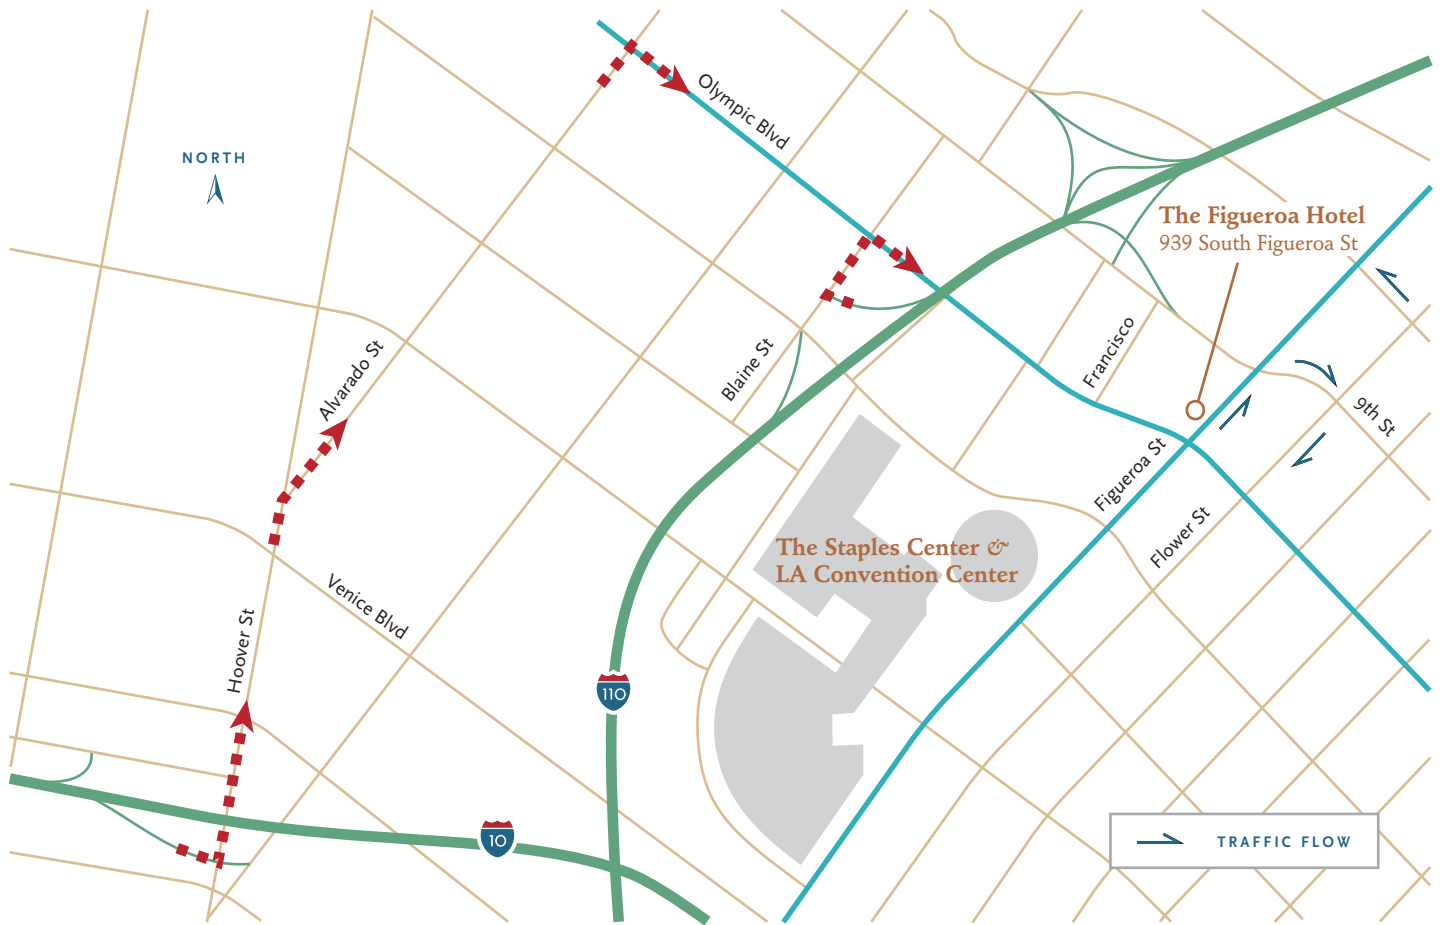 Olympic Blvd
NORTH
The Figueroa Hotel
939 South Figueroa St
Blaine St
Francisco
Alvarado St
9th St
Figueroa St
Flower St
The Staples Center &
LA Convention Center
Venice Blvd
Hoover St
110
10
TRAFFIC FLOW